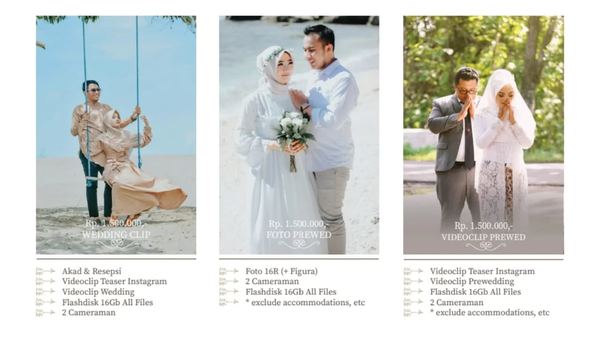 Rp. 1.500.000,-
WEDDING CLIP
Akad & Resepsi
Videoclip Teaser Instagram
Videoclip Wedding
Flashdisk 16Gb All Files
2 Cameraman
Rp. 1.500.000,-
FOTO PREWED
Foto 16R (+ Figura)
2 Cameraman
Flashdisk 16Gb All Files
* exclude accommodations, etc
Rp. 1.500.000,-
VIDEOCLIP PREWED
Videoclip Teaser Instagram
Videoclip Prewedding
Flashdisk 16Gb All Files
2 Cameraman
* exclude accommodations, etc